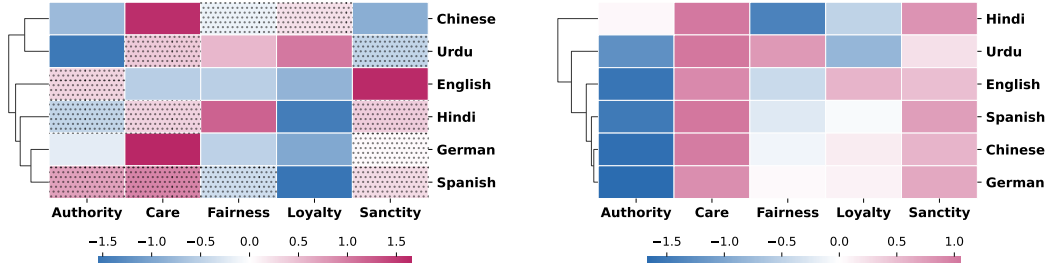 Chinese
Urdu
English
Hindi
German
Spanish
Authority Care Fairness Loyalty Sanctity
−1.5 −1.0 −0.5 0.0 0.5 1.0 1.5
Hindi
Urdu
English
Spanish
Chinese
German
Authority Care Fairness Loyalty Sanctity
−1.5 −1.0 −0.5 0.0 0.5 1.0